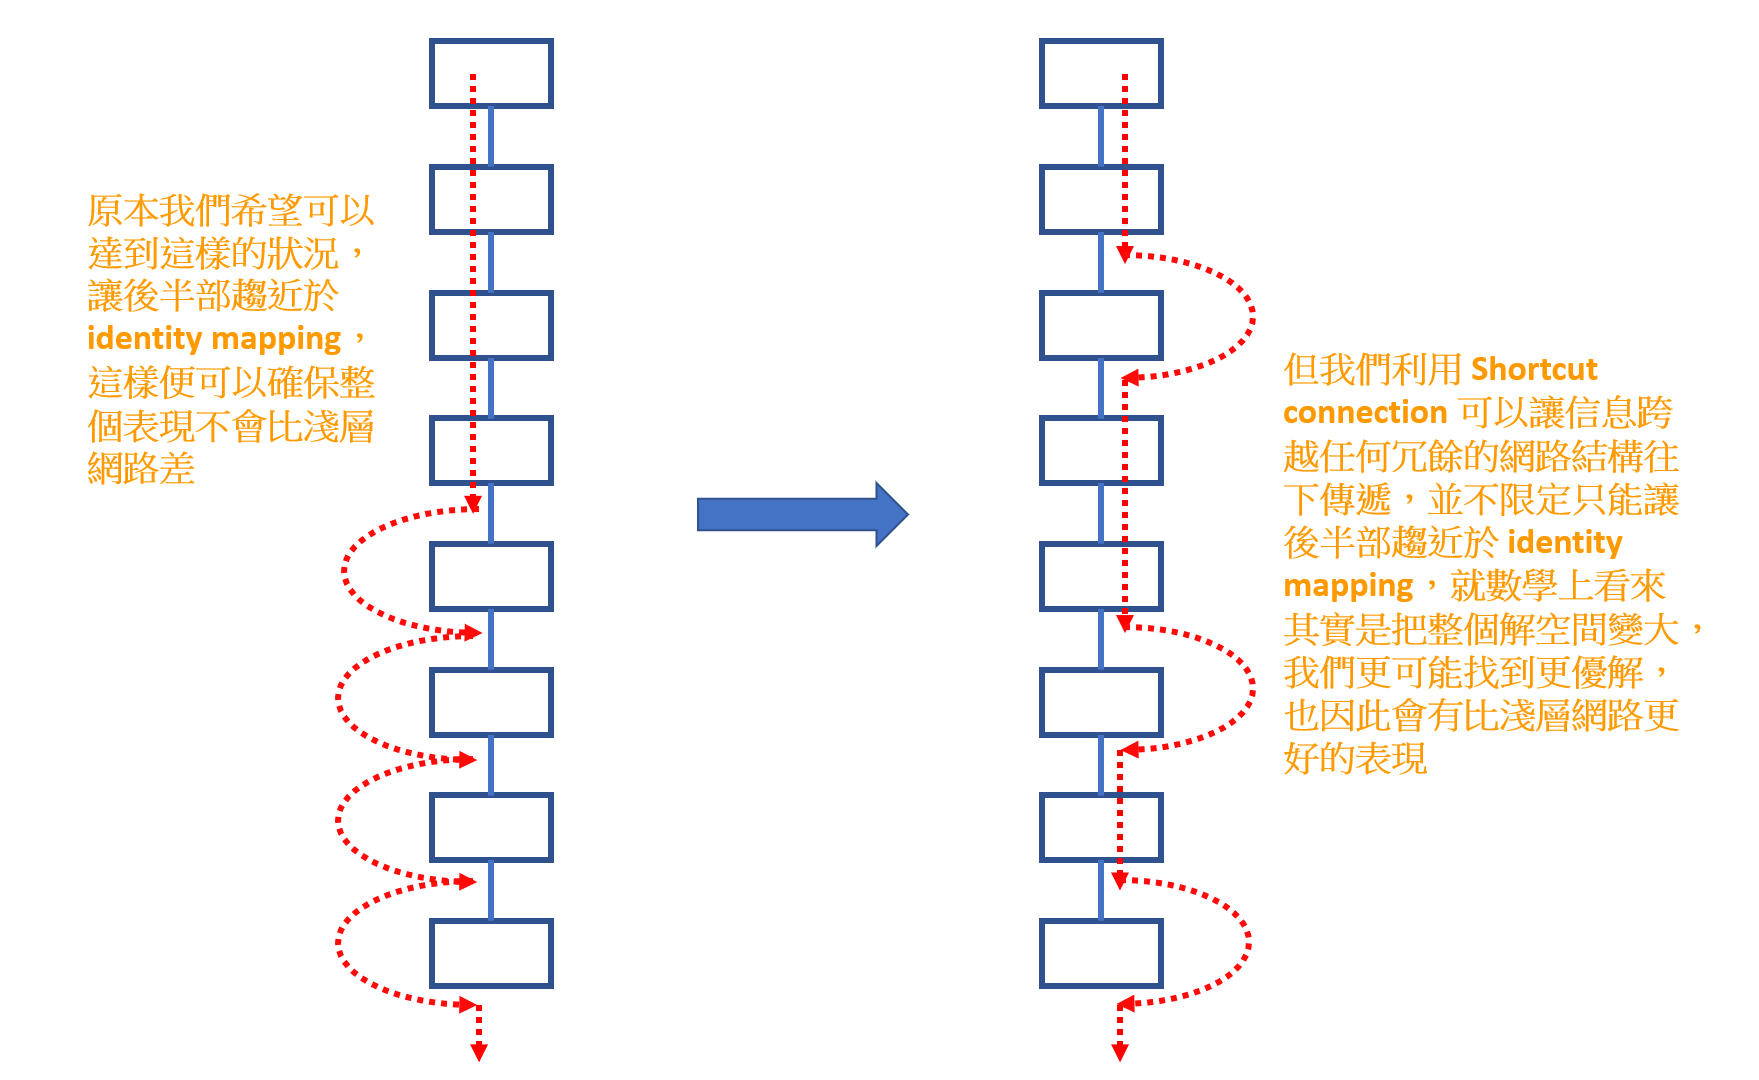 原本我們希望可以
達到這樣的狀況，
讓後半部趨近於
identity mapping，
這樣便可以確保整
個表現不會比淺層
網路差
但我們利用 Shortcut
connection 可以讓信息跨
越任何冗餘的網路結構往
下傳遞，並不限定只能讓
後半部趨近於 identity
mapping，就數學上看來
其實是把整個解空間變大，
我們更可能找到更優解，
也因此會有比淺層網路更
好的表現